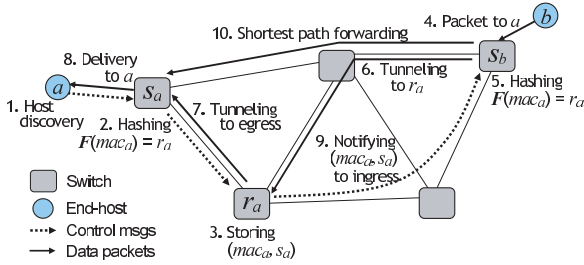 10. Shortest path forwarding
4. Packet to a
b
8. Delivery
to a
s_b
6. Tunneling
to r_a
a
s_a
5. Hashing
F(mac_a) = r_a
7. Tunneling
to egress
1. Host
discovery
2. Hashing
F(mac_a) = r_a
9. Notifying
(mac_a, s_a)
to ingress
Switch
r_a
End-host
3. Storing
(mac_a, s_a)
Control msgs
Data packets